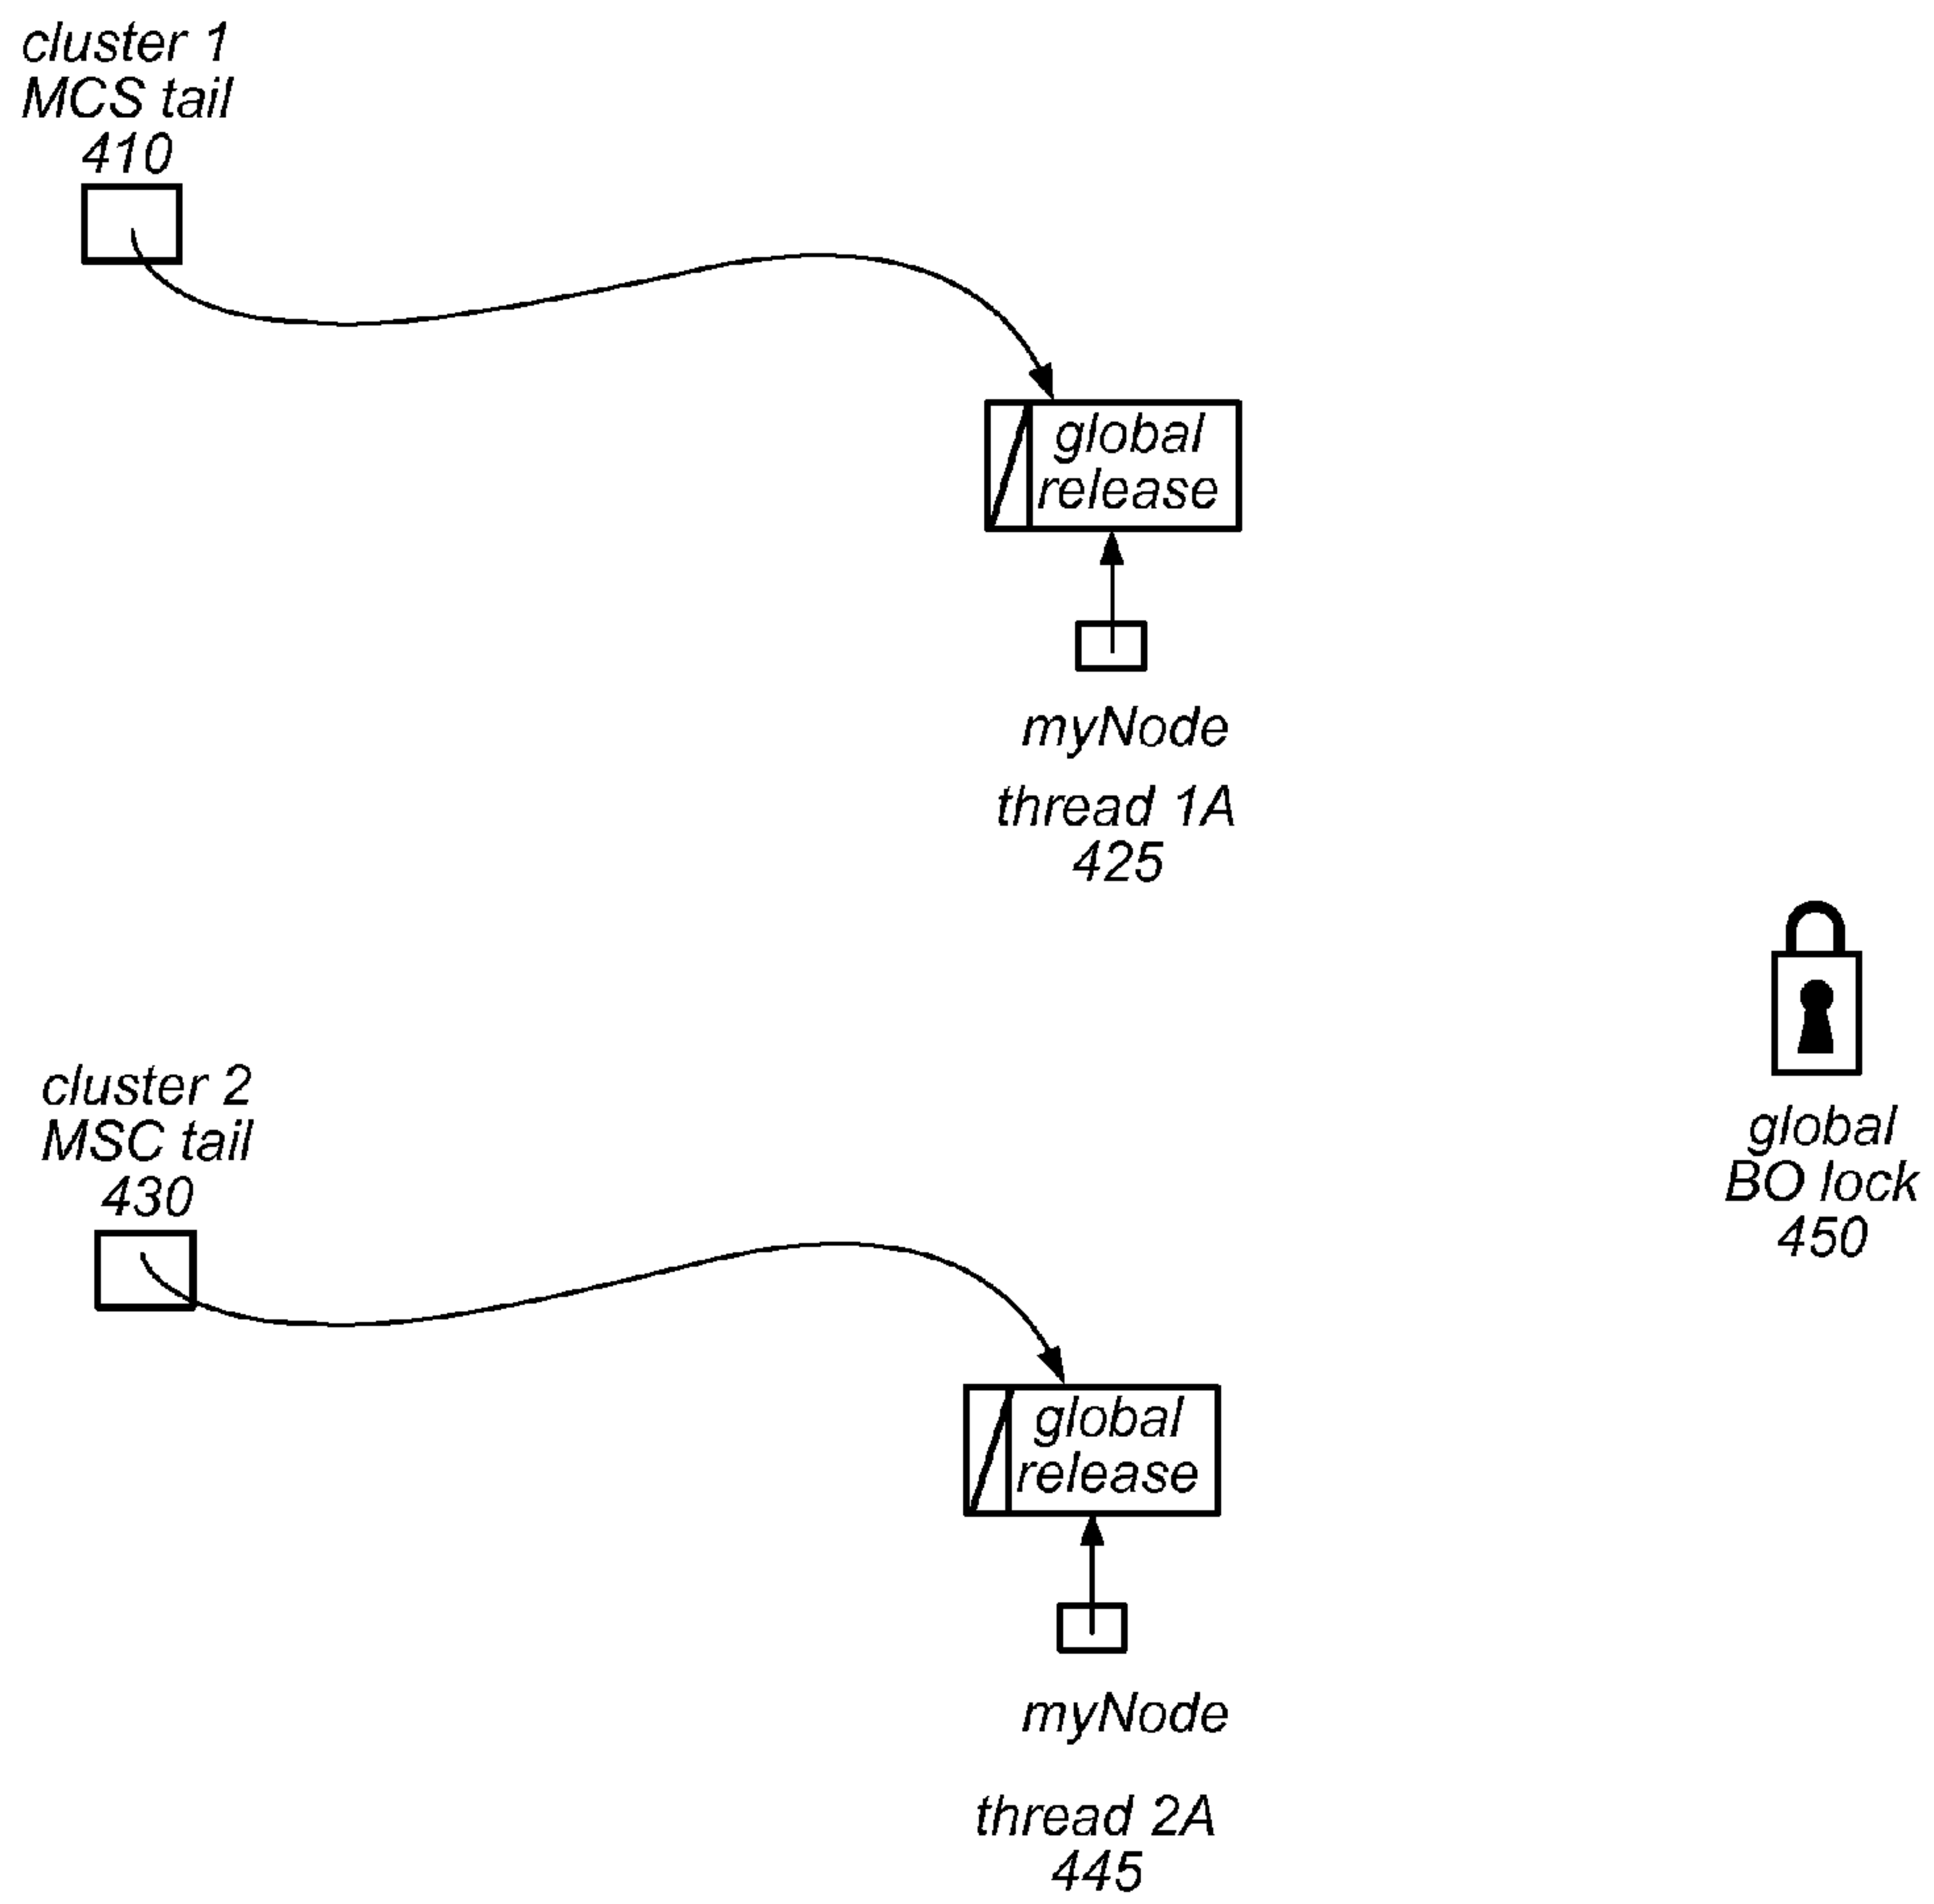 cluster 1
MCS tail
410
global
release
myNode
thread 1A
425
global
BO lock
450
cluster 2
MSC tail
430
global
release
myNode
thread 2A
445